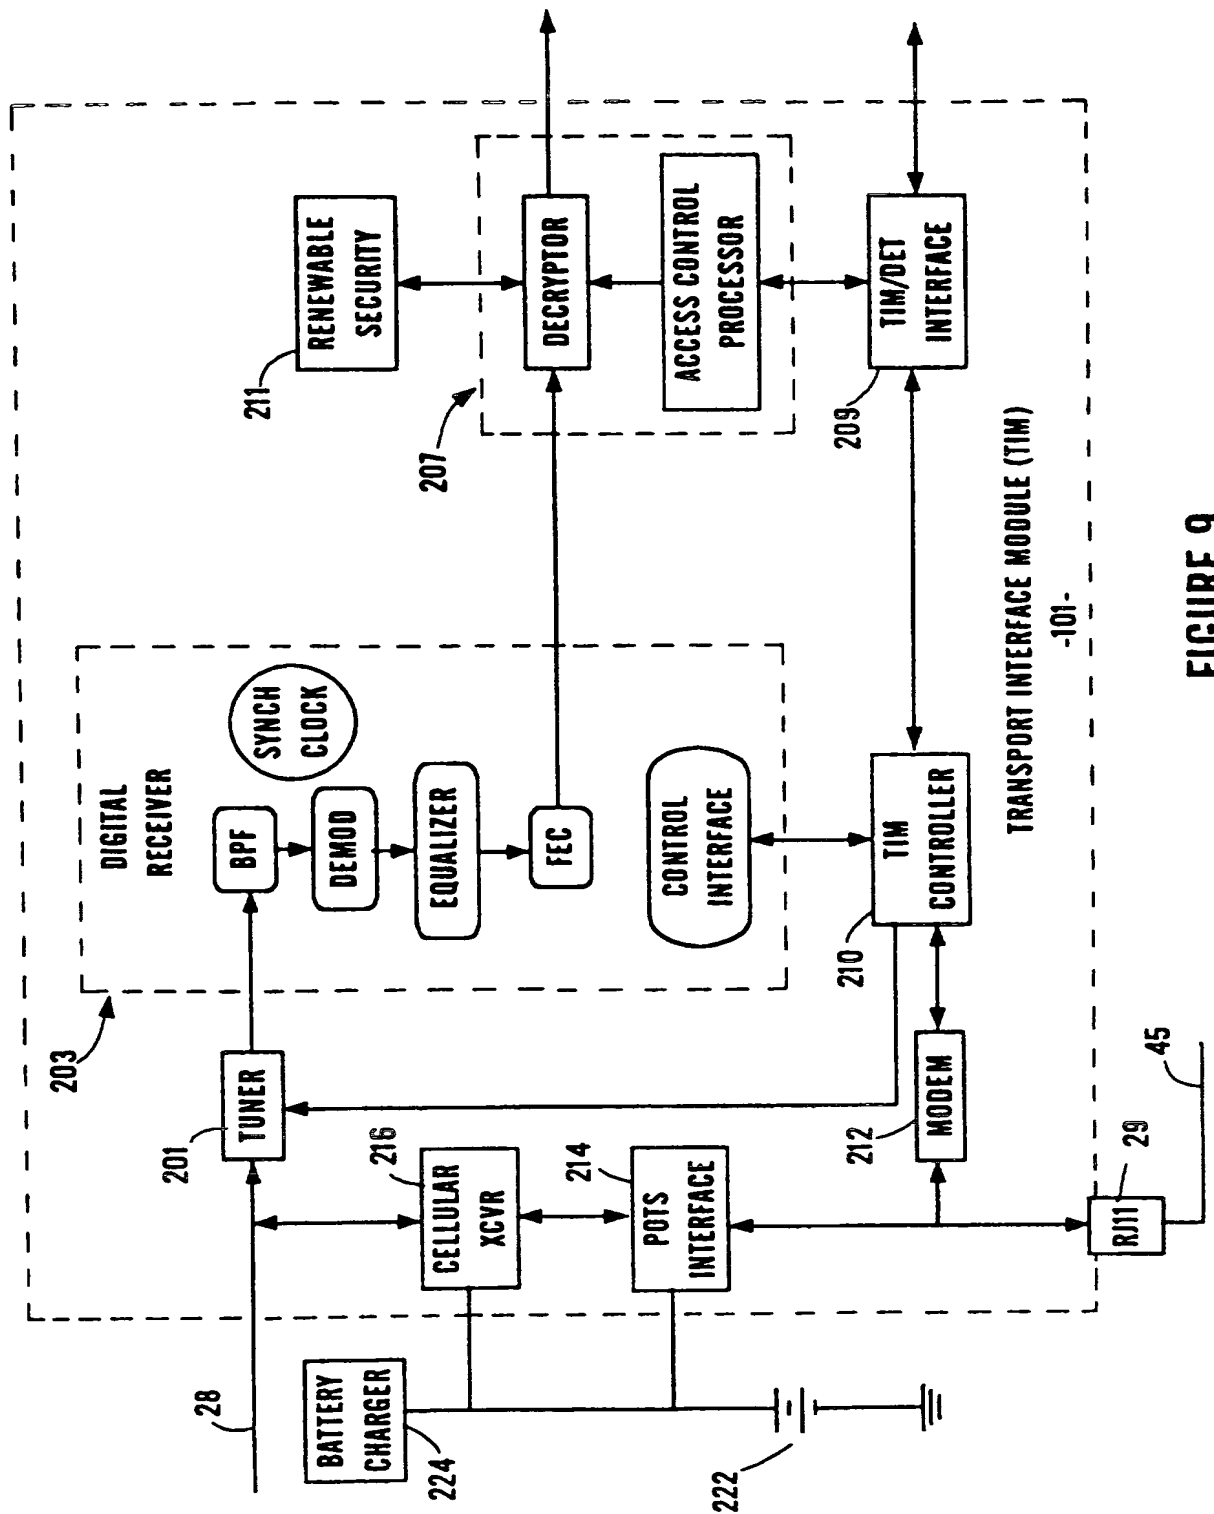 DIGITAL
RECEIVER
203
BPF
DEMOD
SYNCH
CLOCK
EQUALIZER
FEC
CONTROL
INTERFACE
RENEWABLE
SECURITY
211
207
DECRYPTOR
ACCESS CONTROL
PROCESSOR
TIM/DET
INTERFACE
209
TUNER
201
28
BATTERY
CHARGER
224
CELLULAR
XCVR
216
POTS
INTERFACE
214
222
TIM
CONTROLLER
210
MODEM
212
RJ11
29
45
TRANSPORT INTERFACE MODULE (TIM)
-101-
FIGURE 9